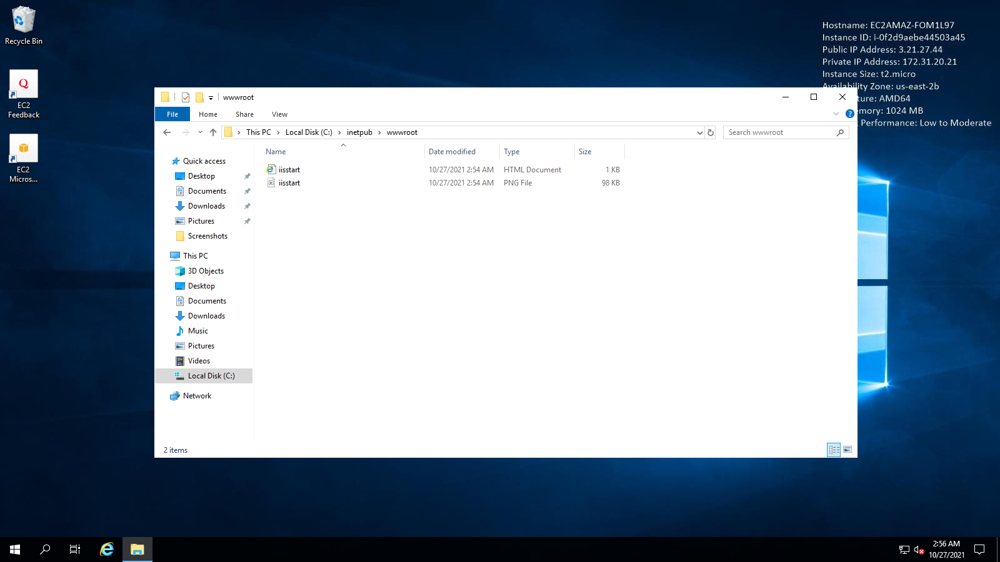 Recycle Bin
EC2
Feedback
EC2
Micros...
Hostname: EC2AMAZ-FOM1L97
Instance ID: i-0f2d9aebe44503a45
Public IP Address: 3.21.27.44
Private IP Address: 172.31.20.21
Instance Size: t2.micro
Availability Zone: us-east-2b
ture: AMD64
emory: 1024 MB
Performance: Low to Moderate
wwwroot
File Home Share View
This PC Local Disk (C:) inetpub wwwroot
Search wwwroot
Name Date modified Type Size
iisstart 10/27/2021 2:54 AM HTML Document 1 KB
iisstart 10/27/2021 2:54 AM PNG File 98 KB
Quick access
Desktop
Documents
Downloads
Pictures
Screenshots
This PC
3D Objects
Desktop
Documents
Downloads
Music
Pictures
Videos
Local Disk (C:)
Network
2 items
2:56 AM
10/27/2021